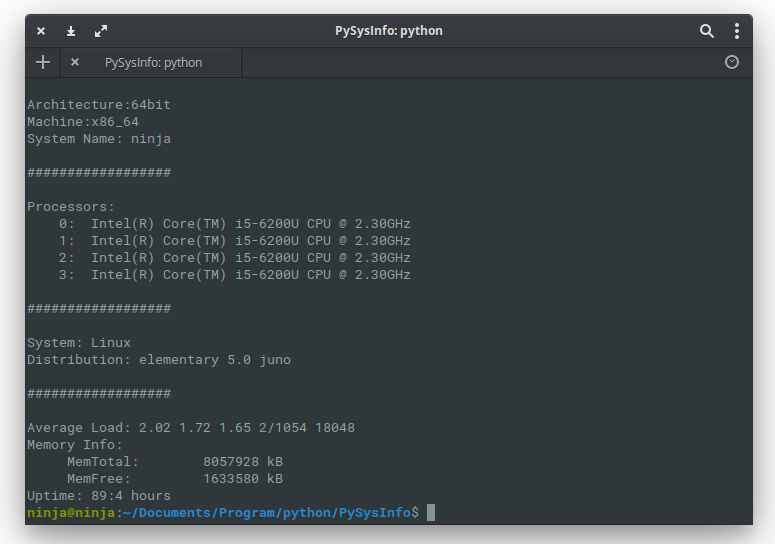 PySysInfo: python
PySysInfo: python
Architecture:64bit
Machine:x86_64
System Name: ninja
##################
Processors:
0:  Intel(R) Core(TM) i5-6200U CPU @ 2.30GHz
1:  Intel(R) Core(TM) i5-6200U CPU @ 2.30GHz
2:  Intel(R) Core(TM) i5-6200U CPU @ 2.30GHz
3:  Intel(R) Core(TM) i5-6200U CPU @ 2.30GHz
##################
System: Linux
Distribution: elementary 5.0 juno
##################
Average Load: 2.02 1.72 1.65 2/1054 18048
Memory Info:
MemTotal:        8057928 kB
MemFree:         1633580 kB
Uptime: 89:4 hours
ninja@ninja:~/Documents/Program/python/PySysInfo$